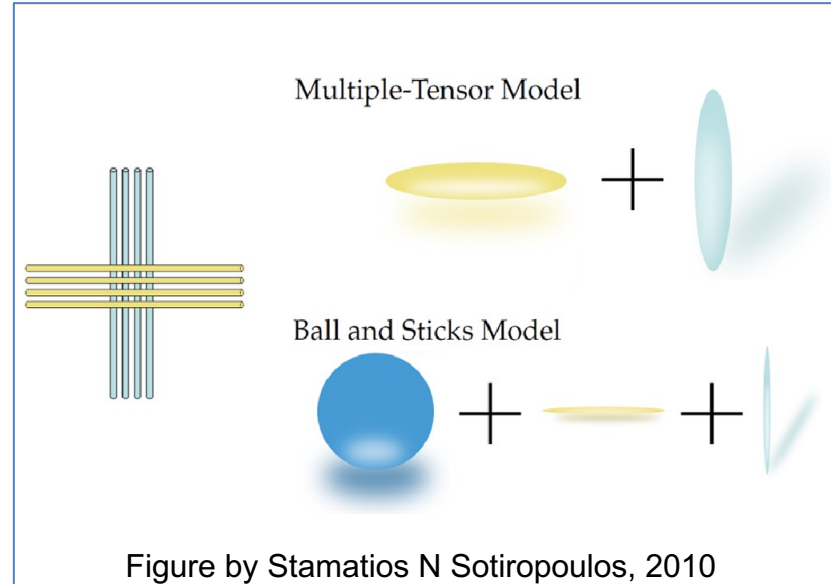 Multiple-Tensor Model
Ball and Sticks Model
Figure by Stamatios N Sotiropoulos, 2010